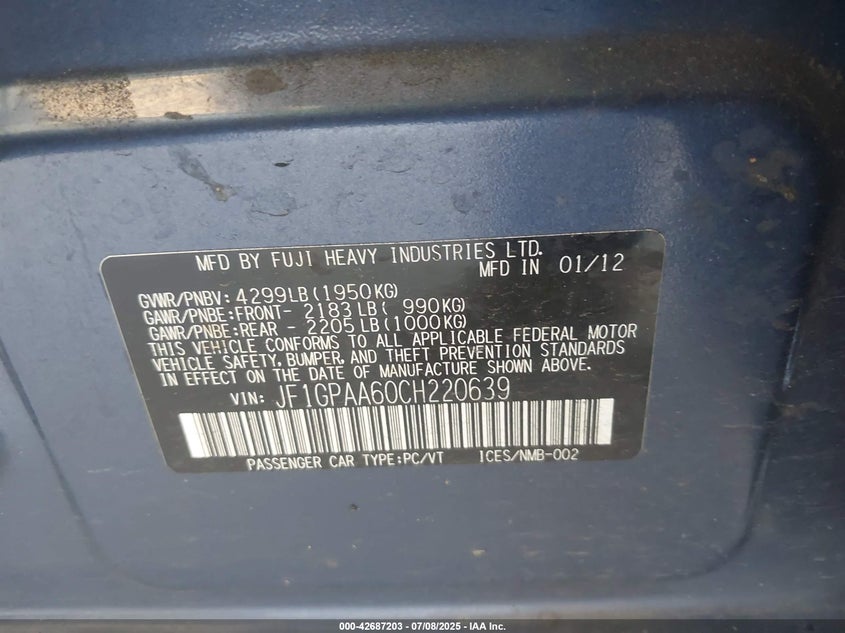 MFD BY FUJI HEAVY INDUSTRIES LTD.
MFD IN 01/12
GVWR/PNBV: 4299LB(1950KG)
GAWR/PNBE:FRONT- 2183LB( 990KG)
GAWR/PNBE:REAR - 2205LB(1000KG)
THIS VEHICLE CONFORMS TO ALL APPLICABLE FEDERAL MOTOR
VEHICLE SAFETY, BUMPER, AND THEFT PREVENTION STANDARDS
IN EFFECT ON THE DATE OF MANUFACTURE SHOWN ABOVE.
VIN: JF1GPAA60CH220639
PASSENGER CAR TYPE:PC/VT ICES/NMB-002
000-42687203 - 07/08/2025 - IAA Inc.